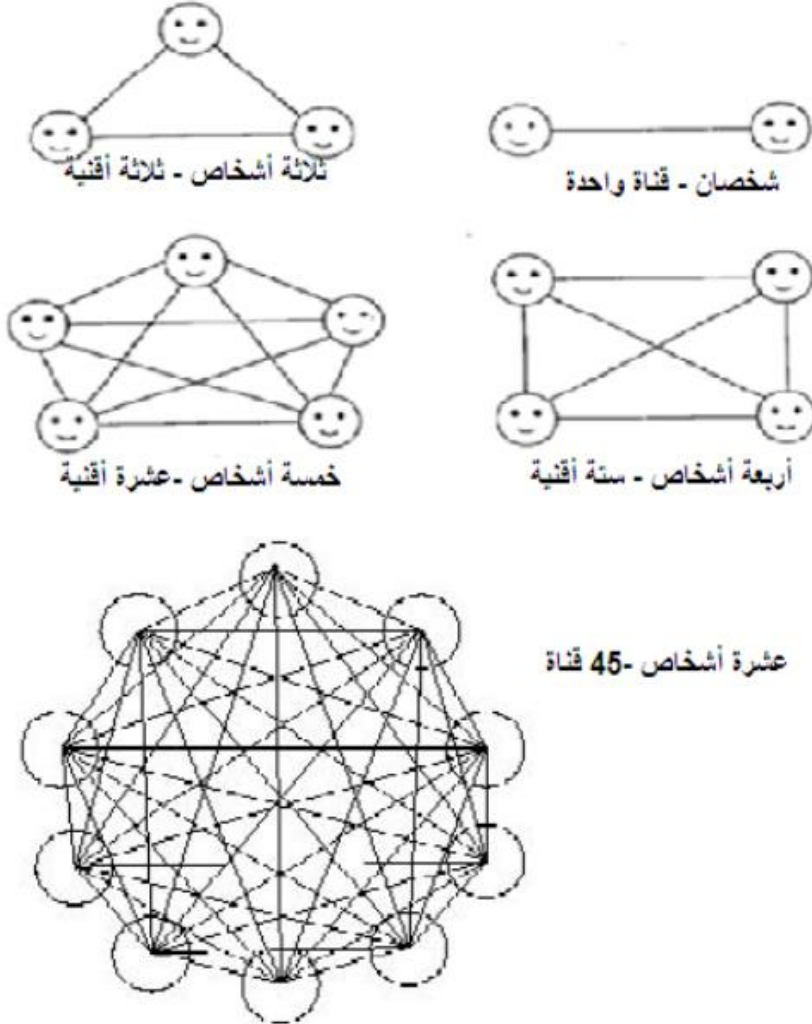 شخصان - قناة واحدة
ثلاثة أشخاص - ثلاثة أقنية
أربعة أشخاص - ستة أقنية
خمسة أشخاص -عشرة أقنية
عشرة أشخاص -45 قناة